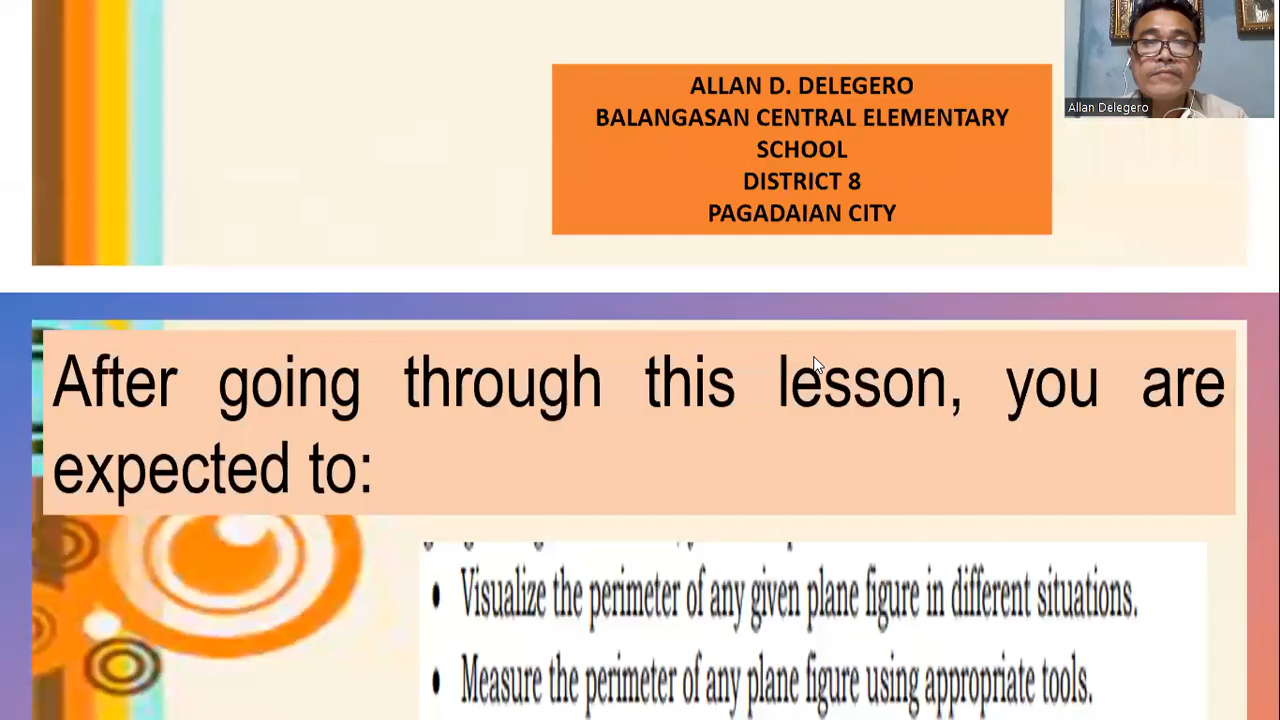 ALLAN D. DELEGERO
BALANGASAN CENTRAL ELEMENTARY
SCHOOL
DISTRICT 8
PAGADAIAN CITY
Allan Delegero
After going through this lesson, you are
expected to:
• Visualize the perimeter of any given plane figure in different situations.
• Measure the perimeter of any plane figure using appropriate tools.